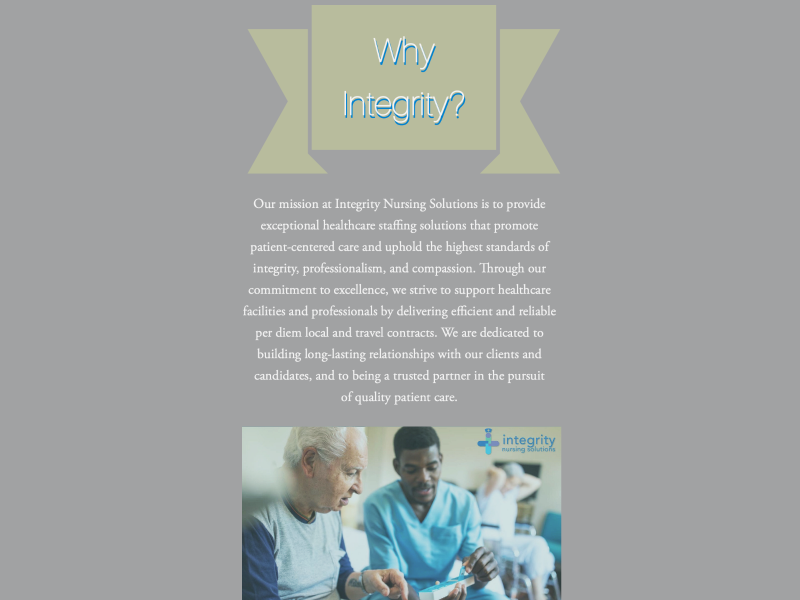 Why
Integrity?
Our mission at Integrity Nursing Solutions is to provide
exceptional healthcare staffing solutions that promote
patient-centered care and uphold the highest standards of
integrity, professionalism, and compassion. Through our
commitment to excellence, we strive to support healthcare
facilities and professionals by delivering efficient and reliable
per diem local and travel contracts. We are dedicated to
building long-lasting relationships with our clients and
candidates, and to being a trusted partner in the pursuit
of quality patient care.
integrity
nursing solutions